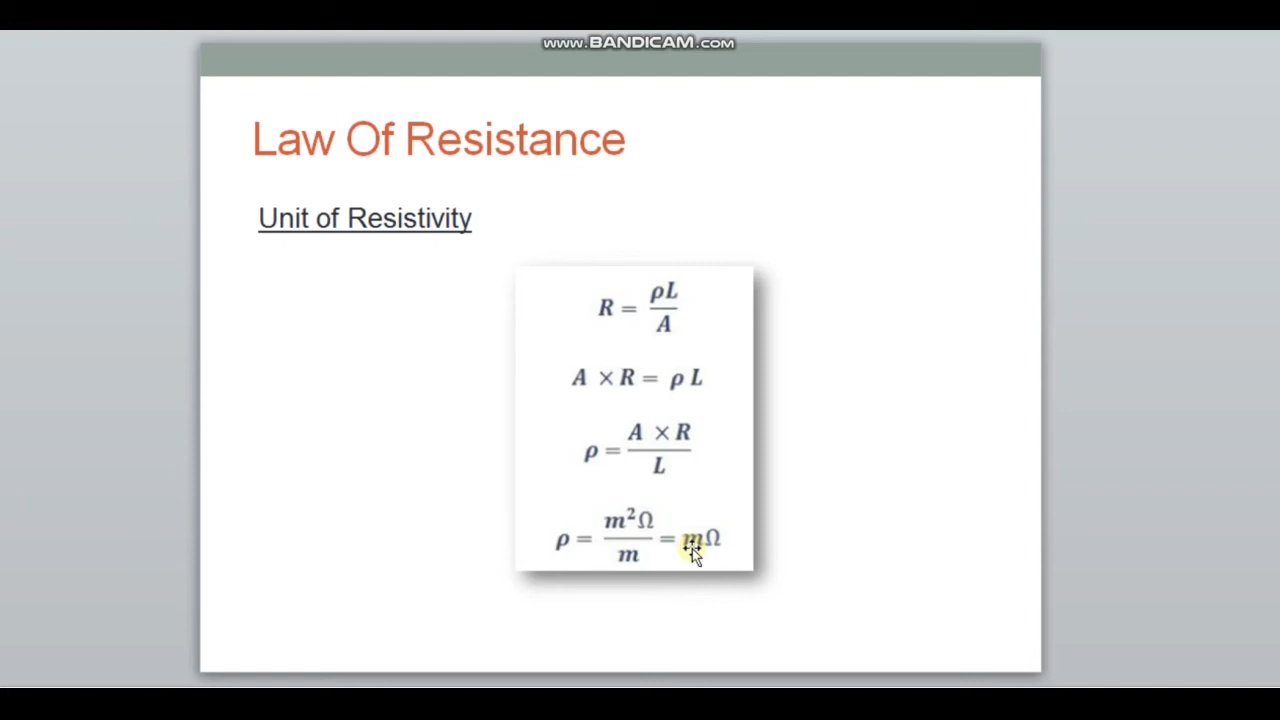 www.BANDICAM.com
Law Of Resistance
Unit of Resistivity
R = ρL/A
A × R = ρ L
ρ = A × R/L
ρ = m²Ω/m = mΩ